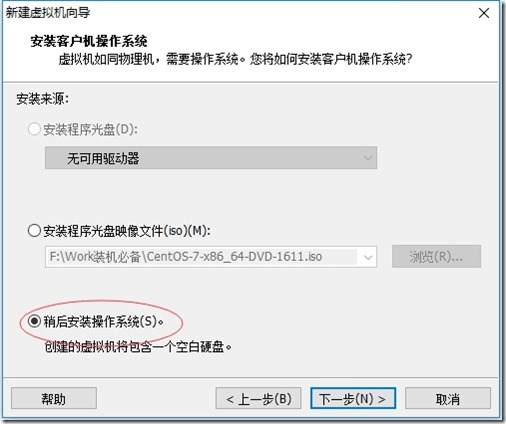 新建虚拟机向导
安装客户机操作系统
虚拟机如同物理机，需要操作系统。您将如何安装客户机操作系统?
安装来源:
安装程序光盘(D):
无可用驱动器
安装程序光盘映像文件(iso)(M):
F:\Work装机必备\CentOS-7-x86_64-DVD-1611.iso
浏览(R)...
稍后安装操作系统(S)。
创建的虚拟机将包含一个空白硬盘。
帮助
< 上一步(B)
下一步(N) >
取消